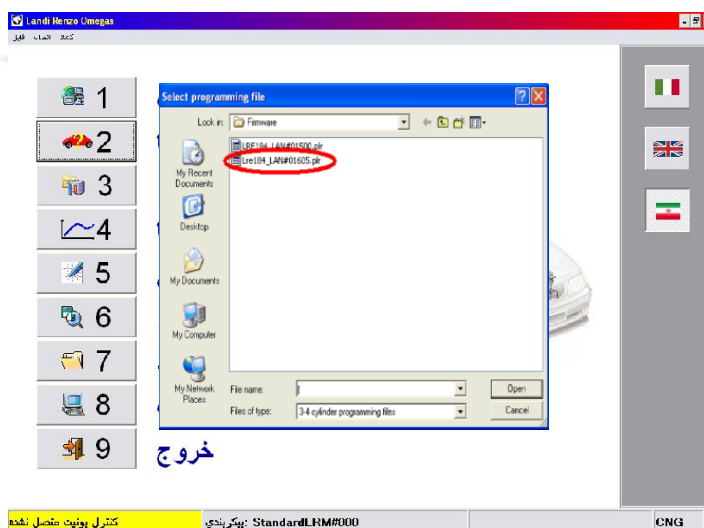 Landi Renzo Omegas
فایل اتصال کمک
1
2
3
4
5
6
7
8
9
خروج
Select programming file
Look in:
Firmware
LRE184_LAN#01500.plr
Lre184_LAN#01605.plr
My Recent
Documents
Desktop
My Documents
My Computer
My Network
Places
File name:
Files of type:
3-4 cylinder programming files
Open
Cancel
کنترل یونیت متصل نشده
پیکربندي: StandardLRM#000
CNG